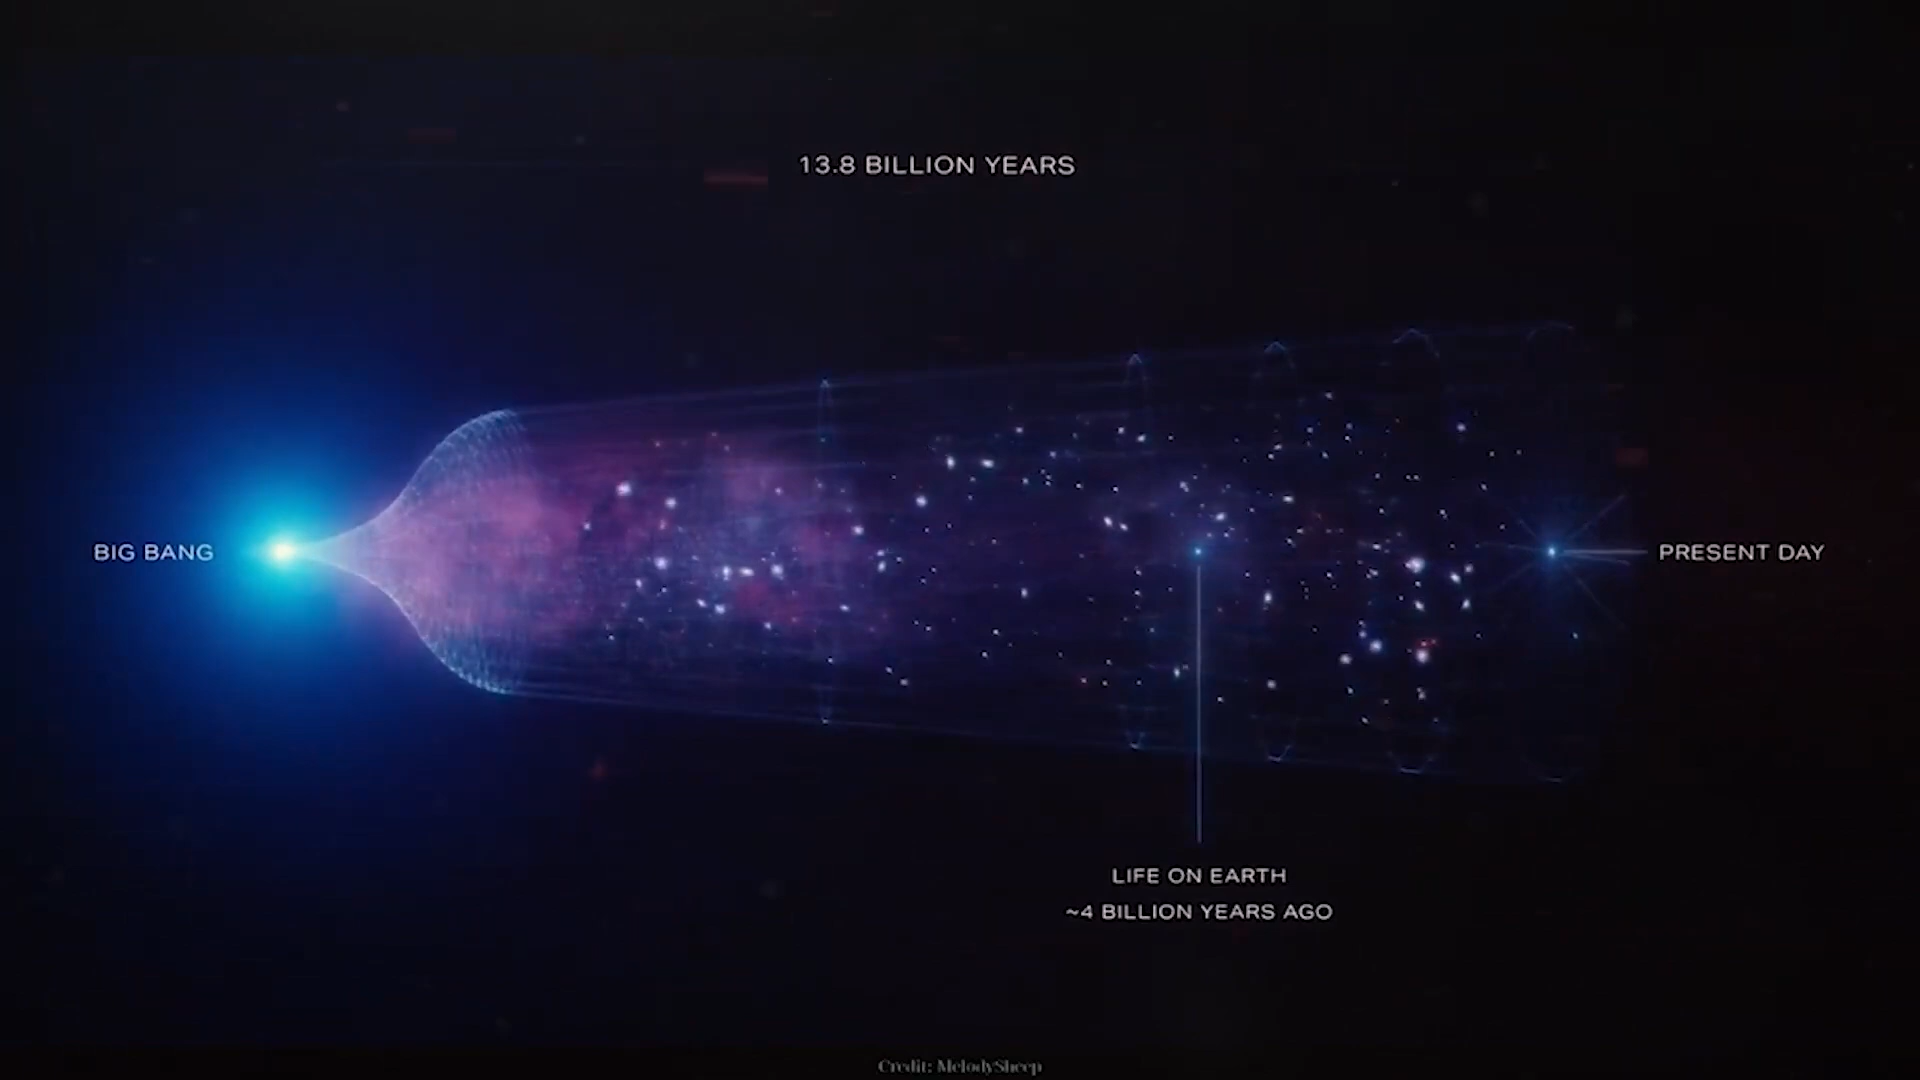 13.8 BILLION YEARS
BIG BANG
PRESENT DAY
LIFE ON EARTH
~4 BILLION YEARS AGO
Credit: MelodySheep